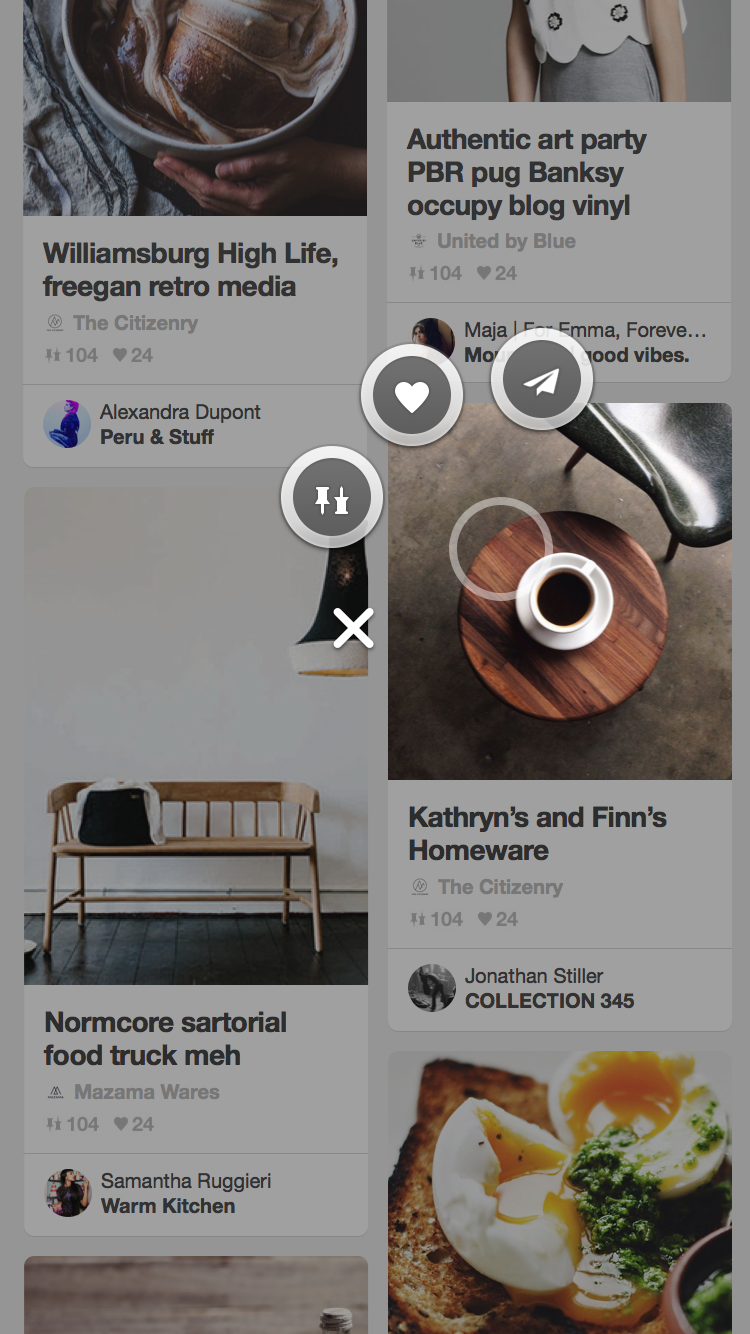 Williamsburg High Life,
freegan retro media
The Citizenry
104 24
Alexandra Dupont
Peru & Stuff
Normcore sartorial
food truck meh
Mazama Wares
104 24
Samantha Ruggieri
Warm Kitchen
Authentic art party
PBR pug Banksy
occupy blog vinyl
United by Blue
104 24
Maja | For Emma, Foreve…
good vibes.
Kathryn’s and Finn’s
Homeware
The Citizenry
104 24
Jonathan Stiller
COLLECTION 345